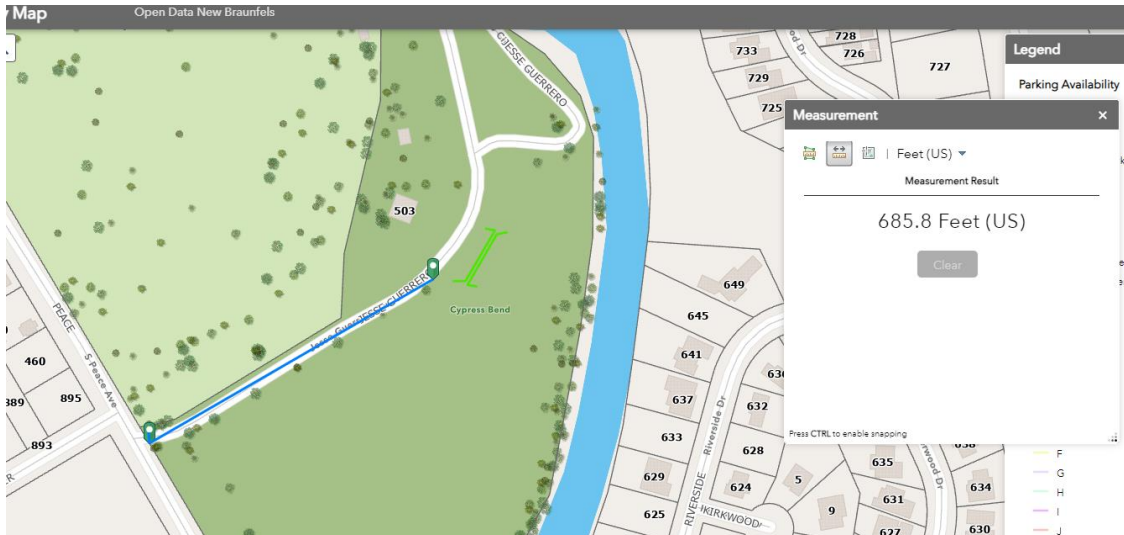 y Map
Open Data New Braunfels
JESSE GUERRERO
733
729
725
728
726
727
Legend
Parking Availability
Measurement
×
Feet (US)
Measurement Result
685.8 Feet (US)
Clear
Press CTRL to enable snapping
503
JESSE GUERRERO
Cypress Bend
PEACE
S Peace Ave
460
895
889
893
649
645
641
637
633
629
625
632
628
624
Riverside Dr
RIVERSIDE
KIRKWOOD
5
9
635
631
627
634
630
F
G
H
I
J